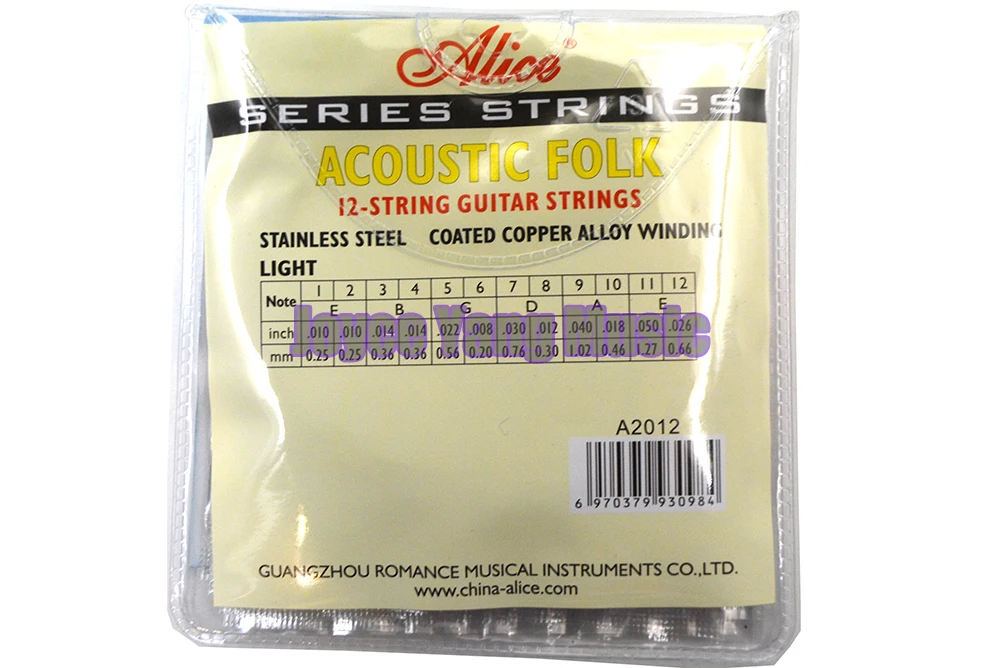 Alice®
SERIES STRINGS
ACOUSTIC FOLK
12-STRING GUITAR STRINGS
STAINLESS STEEL COATED COPPER ALLOY WINDING
LIGHT
Note 1 2 3 4 5 6 7 8 9 10 11 12
E B G D A E
inch .010 .010 .014 .014 .022 .008 .030 .012 .040 .018 .050 .026
Joyce Yang Music
mm 0.25 0.25 0.36 0.36 0.56 0.20 0.76 0.30 1.02 0.46 1.27 0.66
A2012
6 970379 930984
GUANGZHOU ROMANCE MUSICAL INSTRUMENTS CO.,LTD.
www.china-alice.com